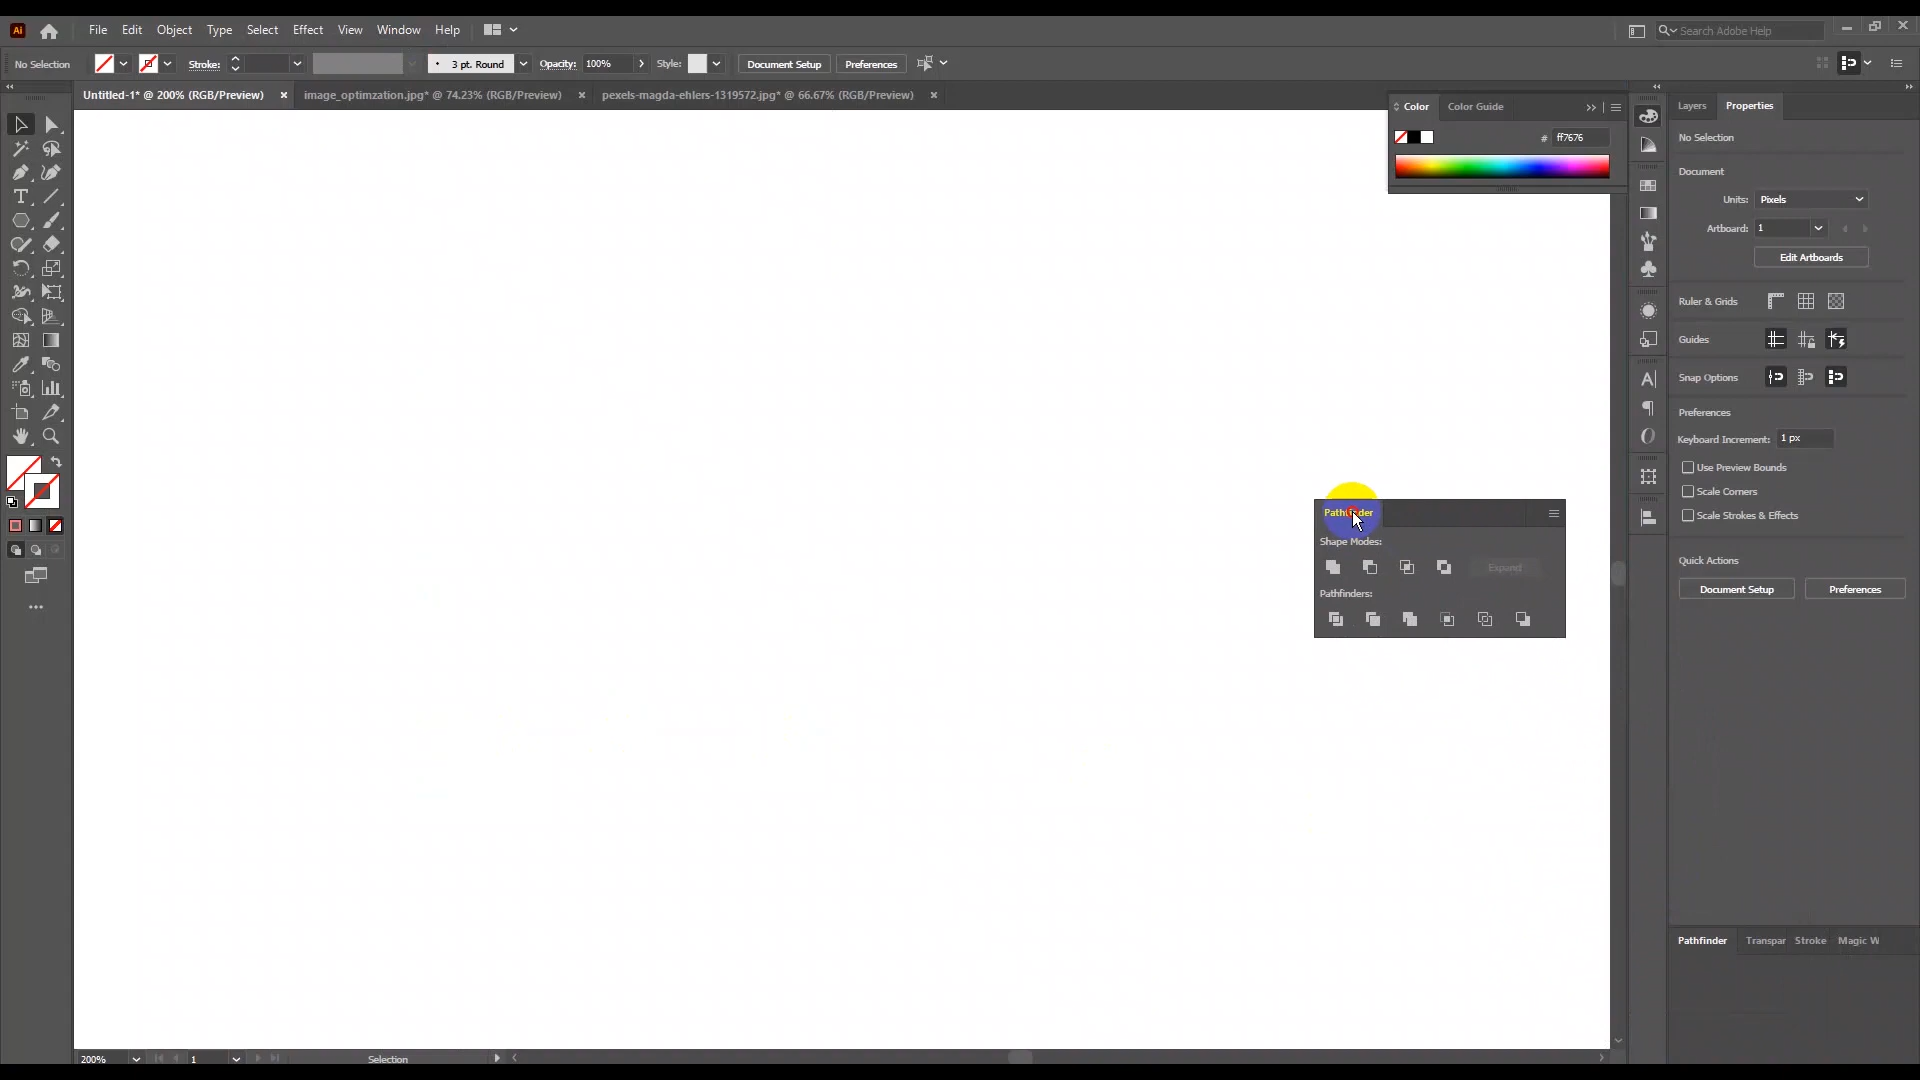 Ai File Edit Object Type Select Effect View Window Help Search Adobe Help
No Selection Stroke: 3 pt. Round Opacity: 100% Style: Document Setup Preferences
Untitled-1* @ 200% (RGB/Preview) image_optimzation.jpg* @ 74.23% (RGB/Preview) pexels-magda-ehlers-1319572.jpg* @ 66.67% (RGB/Preview)
Color Color Guide
# ff7676
Layers Properties
No Selection
Document
Units: Pixels
Artboard: 1
Edit Artboards
Ruler & Grids
Guides
Snap Options
Preferences
Keyboard Increment: 1 px
Use Preview Bounds
Scale Corners
Scale Strokes & Effects
Quick Actions
Document Setup Preferences
Pathfinder
Shape Modes:
Expand
Pathfinders:
Pathfinder Transpar Stroke Magic W
200% 1 Selection